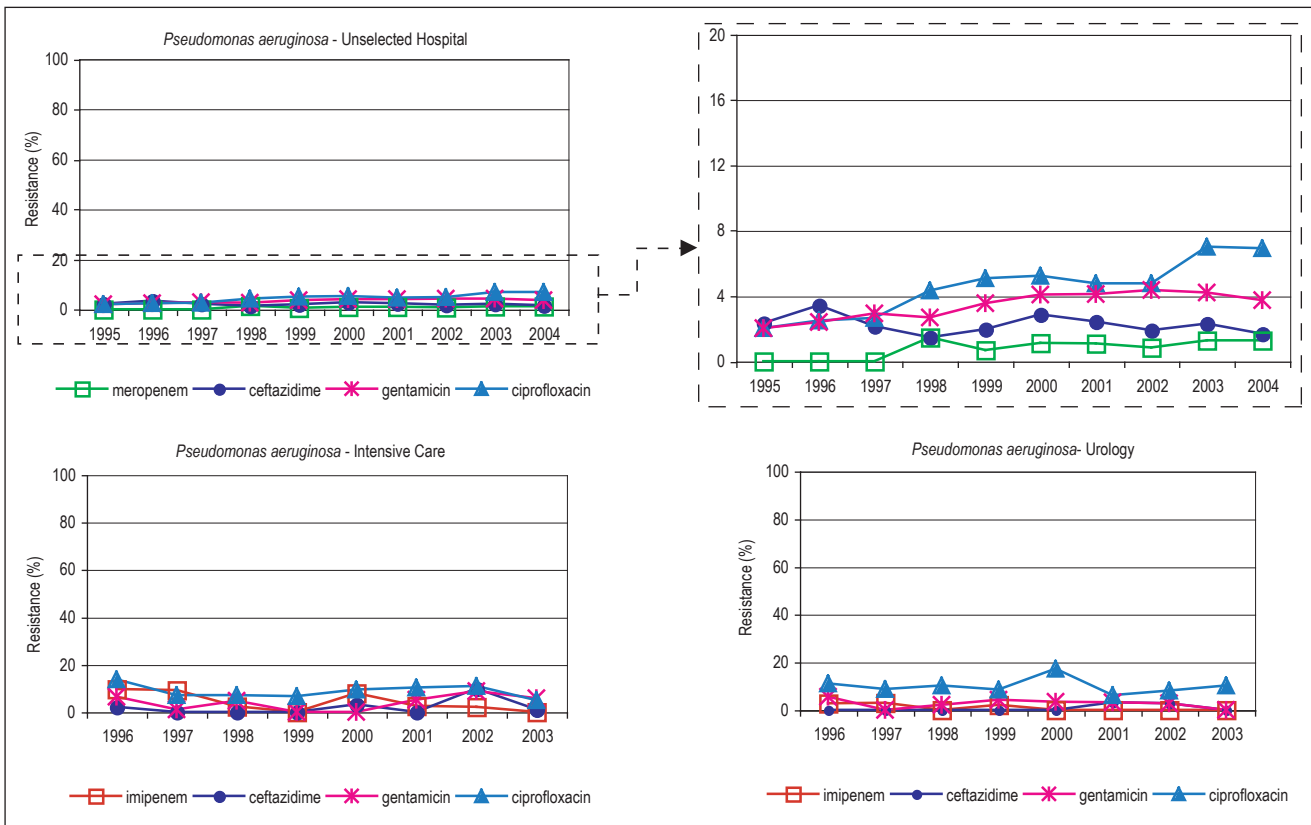 Pseudomonas aeruginosa - Unselected Hospital
Resistance (%)
100
80
60
40
20
0
1995 1996 1997 1998 1999 2000 2001 2002 2003 2004
meropenem ceftazidime gentamicin ciprofloxacin
20
16
12
8
4
0
1995 1996 1997 1998 1999 2000 2001 2002 2003 2004
Pseudomonas aeruginosa - Intensive Care
Resistance (%)
100
80
60
40
20
0
1996 1997 1998 1999 2000 2001 2002 2003
imipenem ceftazidime gentamicin ciprofloxacin
Pseudomonas aeruginosa- Urology
Resistance (%)
100
80
60
40
20
0
1996 1997 1998 1999 2000 2001 2002 2003
imipenem ceftazidime gentamicin ciprofloxacin